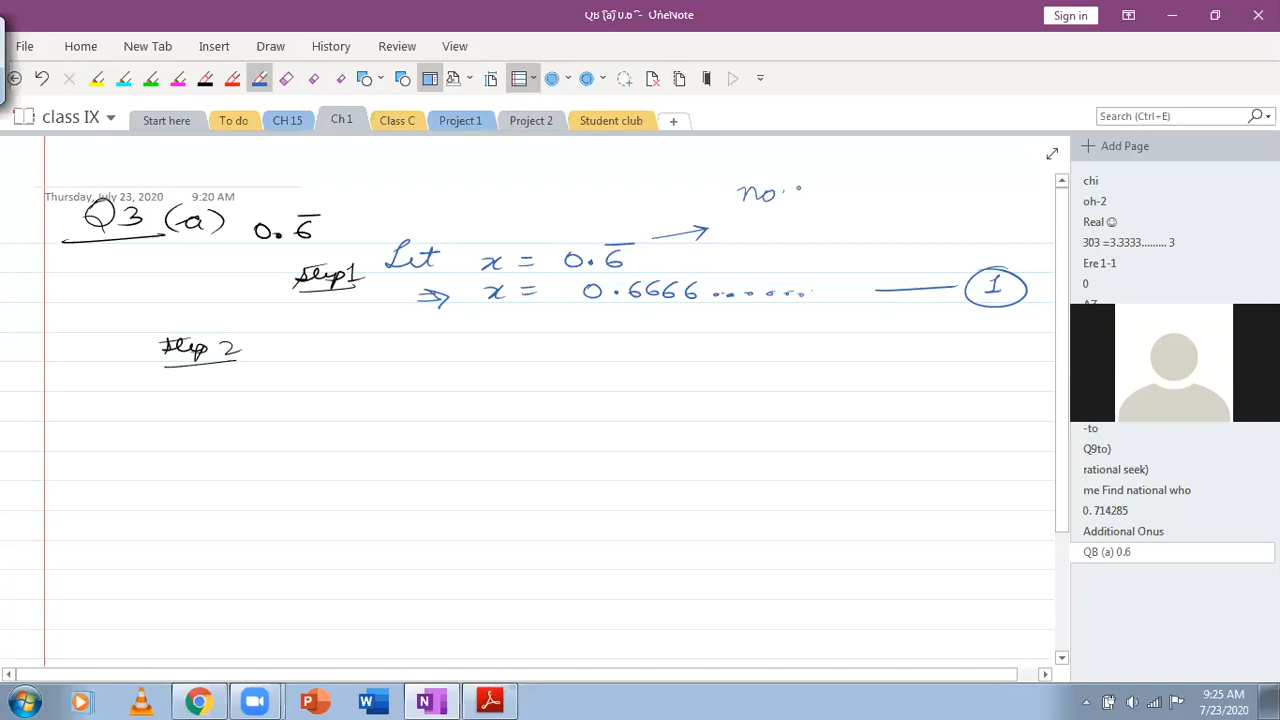 QB (a) 0.6 - OneNote
Sign in
File Home New Tab Insert Draw History Review View
class IX Start here To do CH 15 Ch 1 Class C Project 1 Project 2 Student club
Search (Ctrl+E)
Add Page
Thursday, July 23, 2020 9:20 AM
no.
Q3 (a) 0.6̅
Let x = 0.6̅ →
Step 1
⇒ x = 0.6666........ —— 1
Step 2
chi
oh-2
Real ☺
303 =3.3333......... 3
Ere 1-1
0
-to
Q9to)
rational seek)
me Find national who
0. 714285
Additional Onus
QB (a) 0.6
9:25 AM
7/23/2020